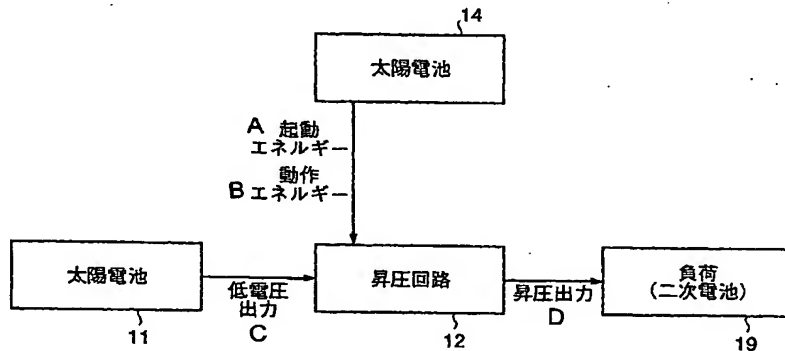 14
太陽電池
A 起動
エネルギー
動作
B エネルギー
太陽電池
低電圧
出力
C
昇圧回路
昇圧出力
D
負荷
(二次電池)
11
12
19